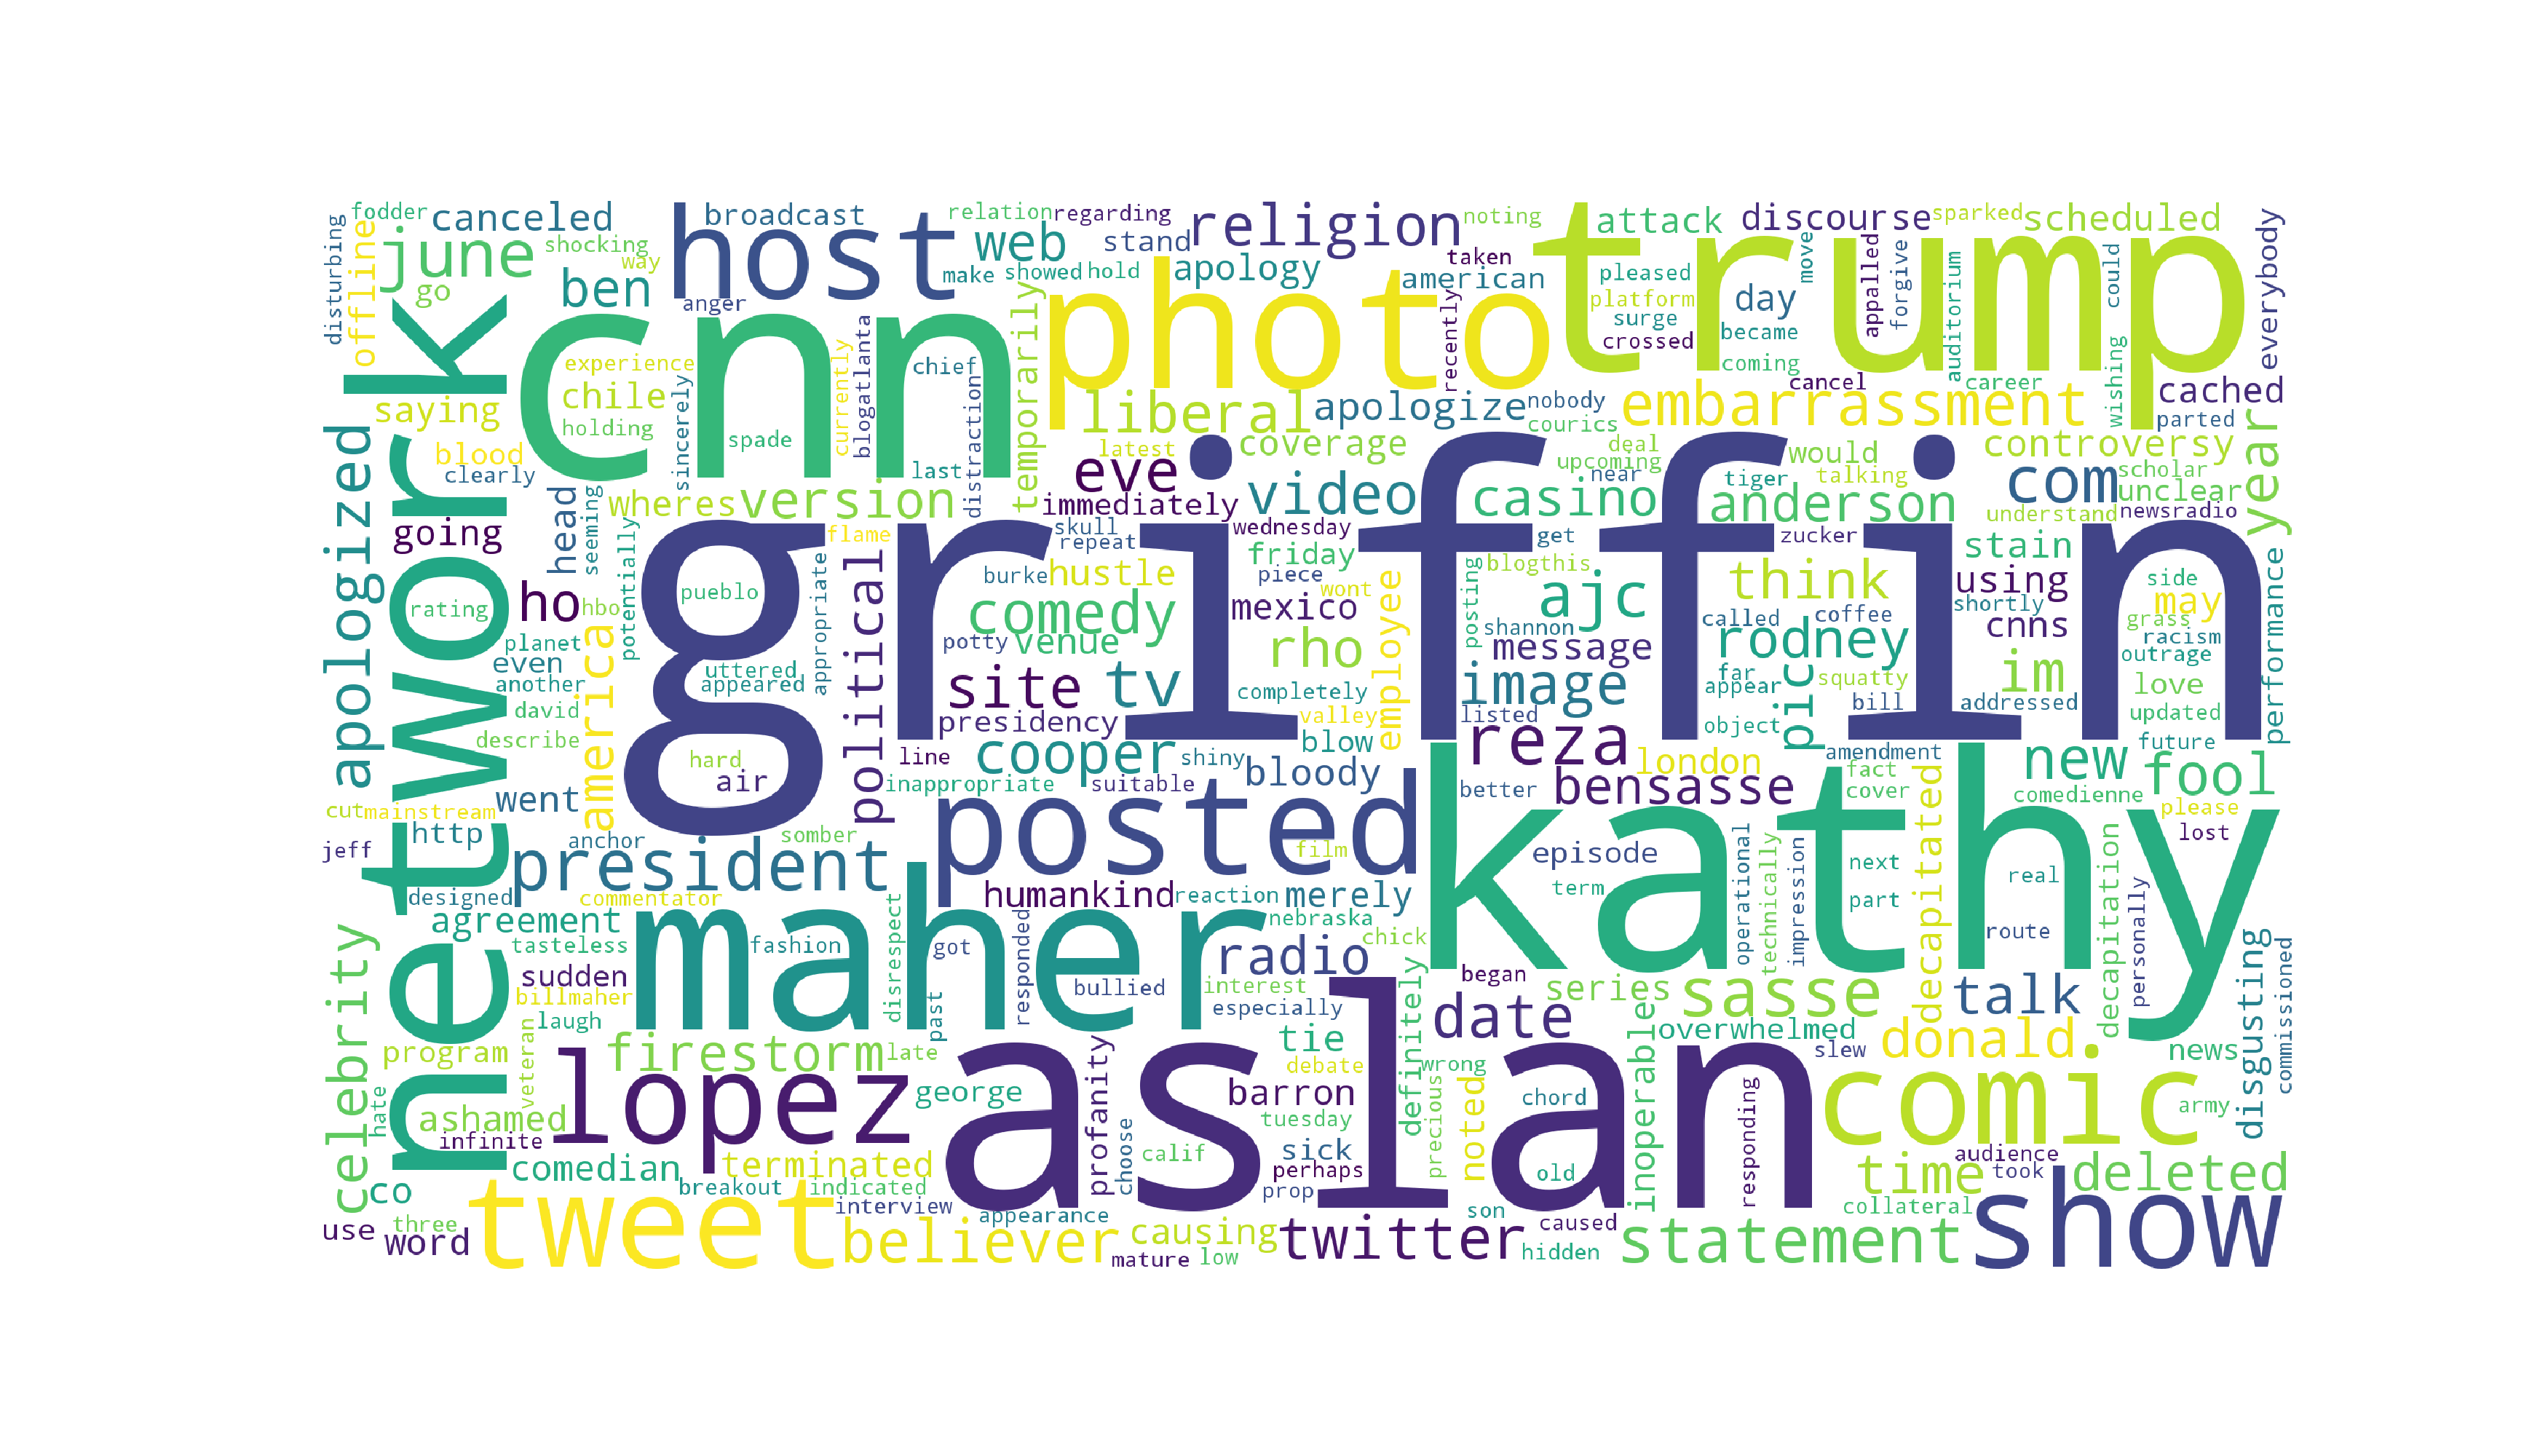 griffin
trump
kathy
aslan
cnn
network
photo
maher
posted
host
lopez
tweet
comic
show
president
june
canceled
fodder
disturbing
offline
go
shocking
way
ben
broadcast
anger
relation
regarding
web
stand
make
showed
hold
religion
apology
american
taken
noting
attack
discourse
sparked
scheduled
pleased
platform
surge
crossed
day
became
coming
move
appalled
forgive
auditorium
could
everybody
cancel
career
wishing
cached
parted
recently
temporarily
experience
chile
holding
sincerely
spade
currently
blogatlanta
chief
last
distraction
saying
blood
clearly
apologized
going
head
seeming
wheres
version
potentially
liberal
apologize
nobody
courics
embarrassment
latest
coverage
eve
immediately
video
casino
deal
upcoming
near
would
anderson
tiger
talking
controversy
com
scholar
unclear
understand
newsradio
year
flame
skull
repeat
wednesday
friday
get
zucker
stain
ho
hbo
rating
planet
even
another
david
describe
america
pueblo
uttered
appeared
appropriate
political
burke
hustle
comedy
potty
venue
site
tv
presidency
piece
wont
mexico
rho
completely
valley
employee
posting
blogthis
ajc
shannon
message
image
listed
think
called
coffee
rodney
far
appear
squatty
object
pic
bill
addressed
using
shortly
cnns
im
side
may
grass
racism
outrage
love
updated
performance
hard
air
line
inappropriate
cooper
shiny
suitable
blow
bloody
reza
better
bensasse
london
amendment
fact
cover
new
future
fool
comedienne
please
lost
cut
mainstream
went
http
jeff
anchor
somber
designed
commentator
agreement
tasteless
film
humankind
reaction
merely
nebraska
chick
episode
term
operational
technically
impression
next
part
decapitated
real
route
decapitation
personally
celebrity
sudden
billmaher
laugh
fashion
disrespect
got
past
responded
radio
bullied
interest
especially
began
definitely
date
series
sasse
overwhelmed
talk
disgusting
commissioned
program
hate
veteran
firestorm
late
george
tie
debate
wrong
slew
donald
news
ashamed
infinite
profanity
choose
barron
tuesday
precious
noted
chord
inoperable
responding
army
co
comedian
terminated
calif
sick
perhaps
prop
old
audience
time
took
deleted
use
three
word
breakout
indicated
interview
believer
appearance
mature
causing
low
twitter
son
caused
hidden
statement
collateral